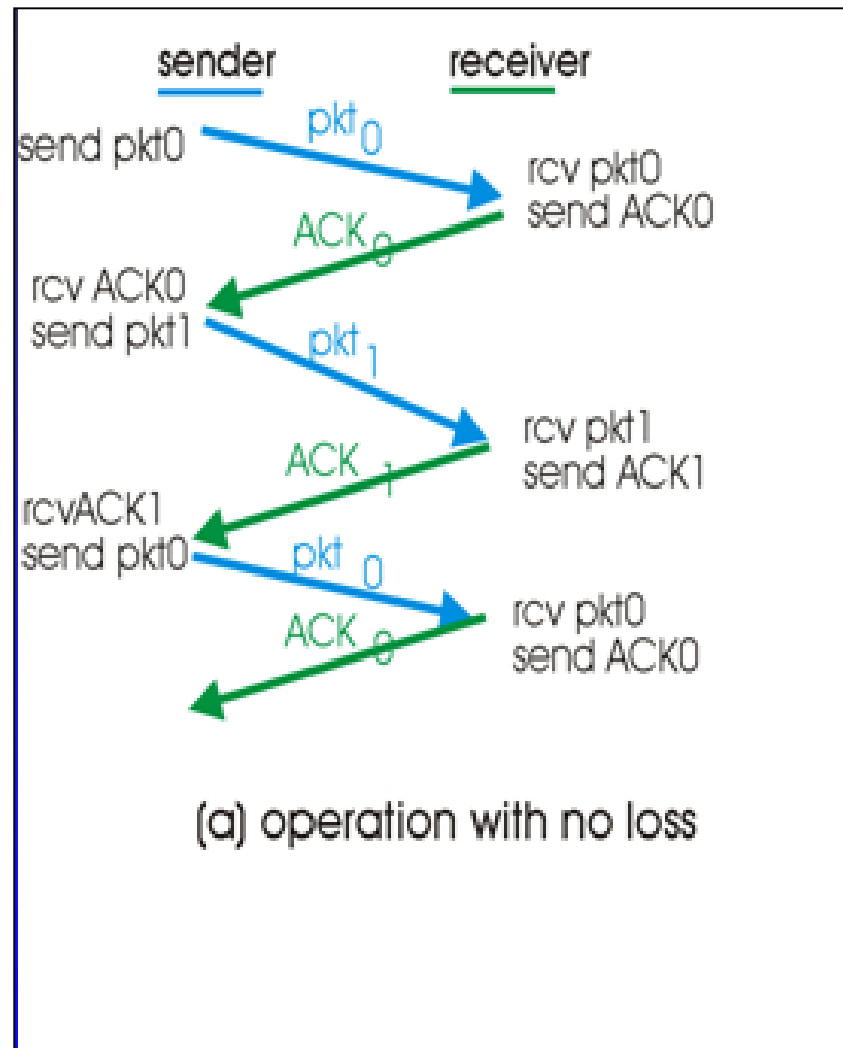 sender receiver
send pkt0
pkt0
rcv pkt0
send ACK0
ACK0
rcv ACK0
send pkt1
pkt1
rcv pkt1
send ACK1
ACK1
rcvACK1
send pkt0
pkt0
rcv pkt0
send ACK0
ACK0
(a) operation with no loss